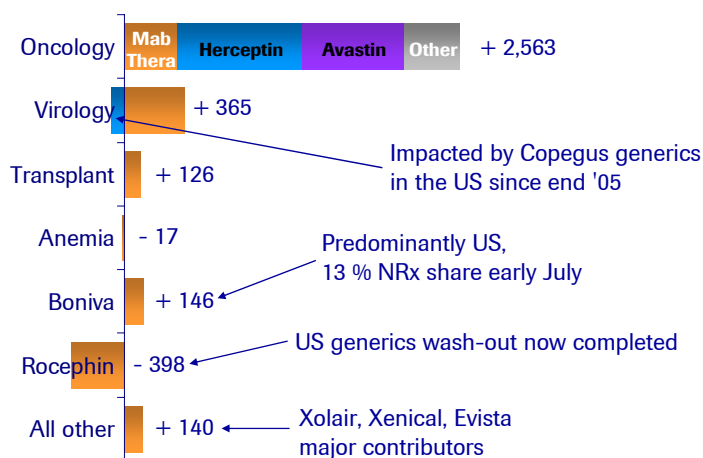 Oncology
Mab
Thera
Herceptin
Avastin
Other
+ 2,563
Virology
+ 365
Impacted by Copegus generics
in the US since end '05
Transplant
+ 126
Anemia
- 17
Predominantly US,
13 % NRx share early July
Boniva
+ 146
US generics wash-out now completed
Rocephin
- 398
All other
+ 140
Xolair, Xenical, Evista
major contributors